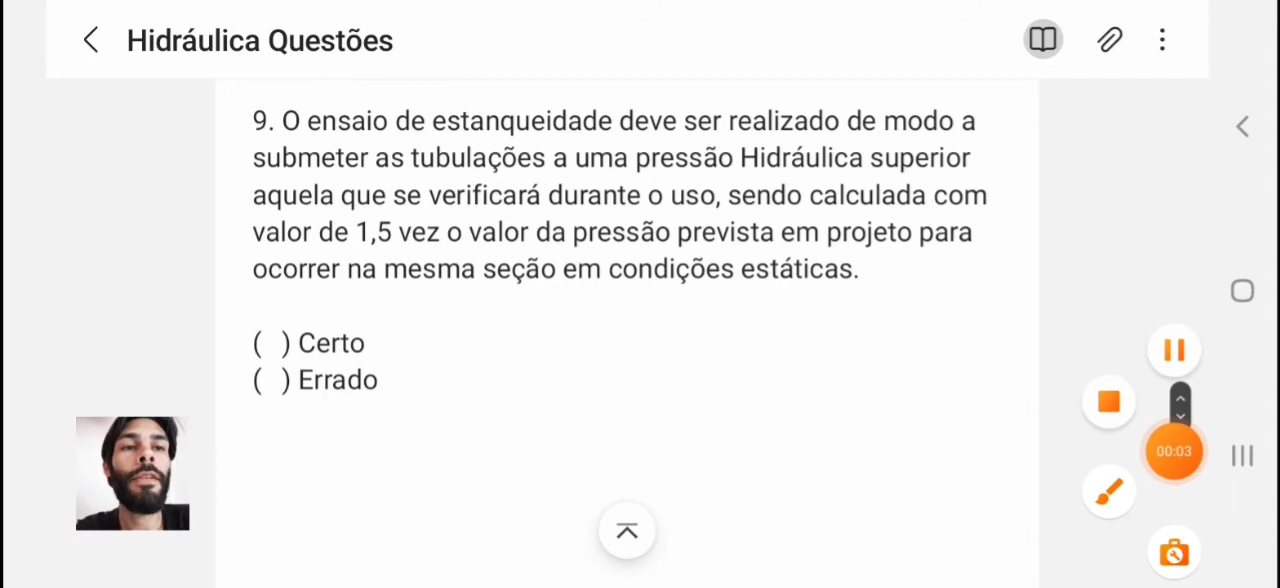 Hidráulica Questões
9. O ensaio de estanqueidade deve ser realizado de modo a
submeter as tubulações a uma pressão Hidráulica superior
aquela que se verificará durante o uso, sendo calculada com
valor de 1,5 vez o valor da pressão prevista em projeto para
ocorrer na mesma seção em condições estáticas.
( ) Certo
( ) Errado
00:03